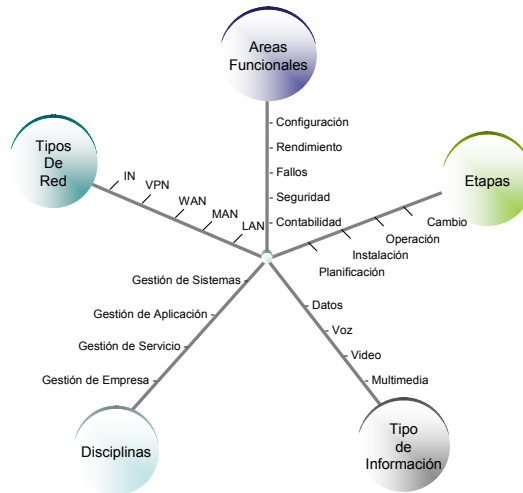 Areas
Funcionales
Configuración
Rendimiento
Fallos
Seguridad
Contabilidad
Tipos
De
Red
IN
VPN
WAN
MAN
LAN
Etapas
Cambio
Operación
Instalación
Planificación
Gestión de Sistemas
Gestión de Aplicación
Gestión de Servicio
Gestión de Empresa
Disciplinas
Datos
Voz
Video
Multimedia
Tipo
de
Información